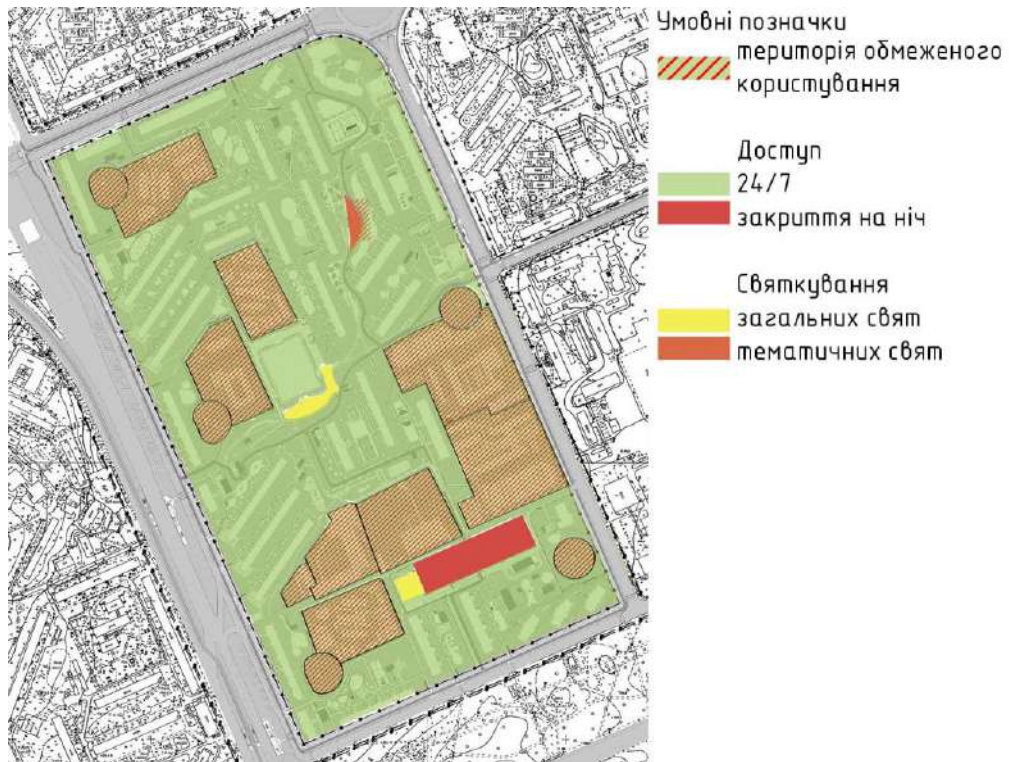 Умовні позначки
територія обмеженого
користування
Доступ
24/7
закриття на ніч
Святкування
загальних свят
тематичних свят